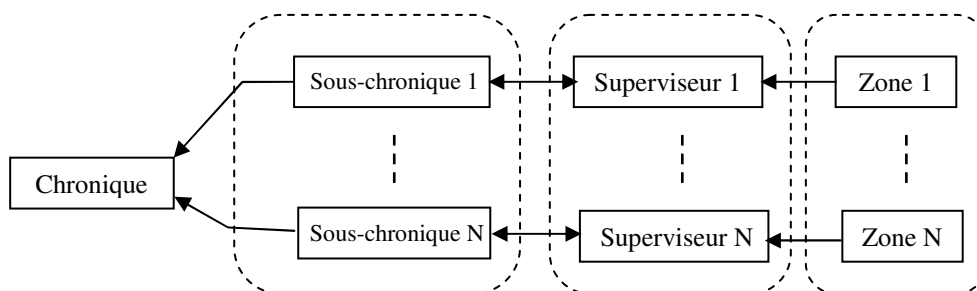 Sous-chronique 1
Superviseur 1
Zone 1
Chronique
Sous-chronique N
Superviseur N
Zone N